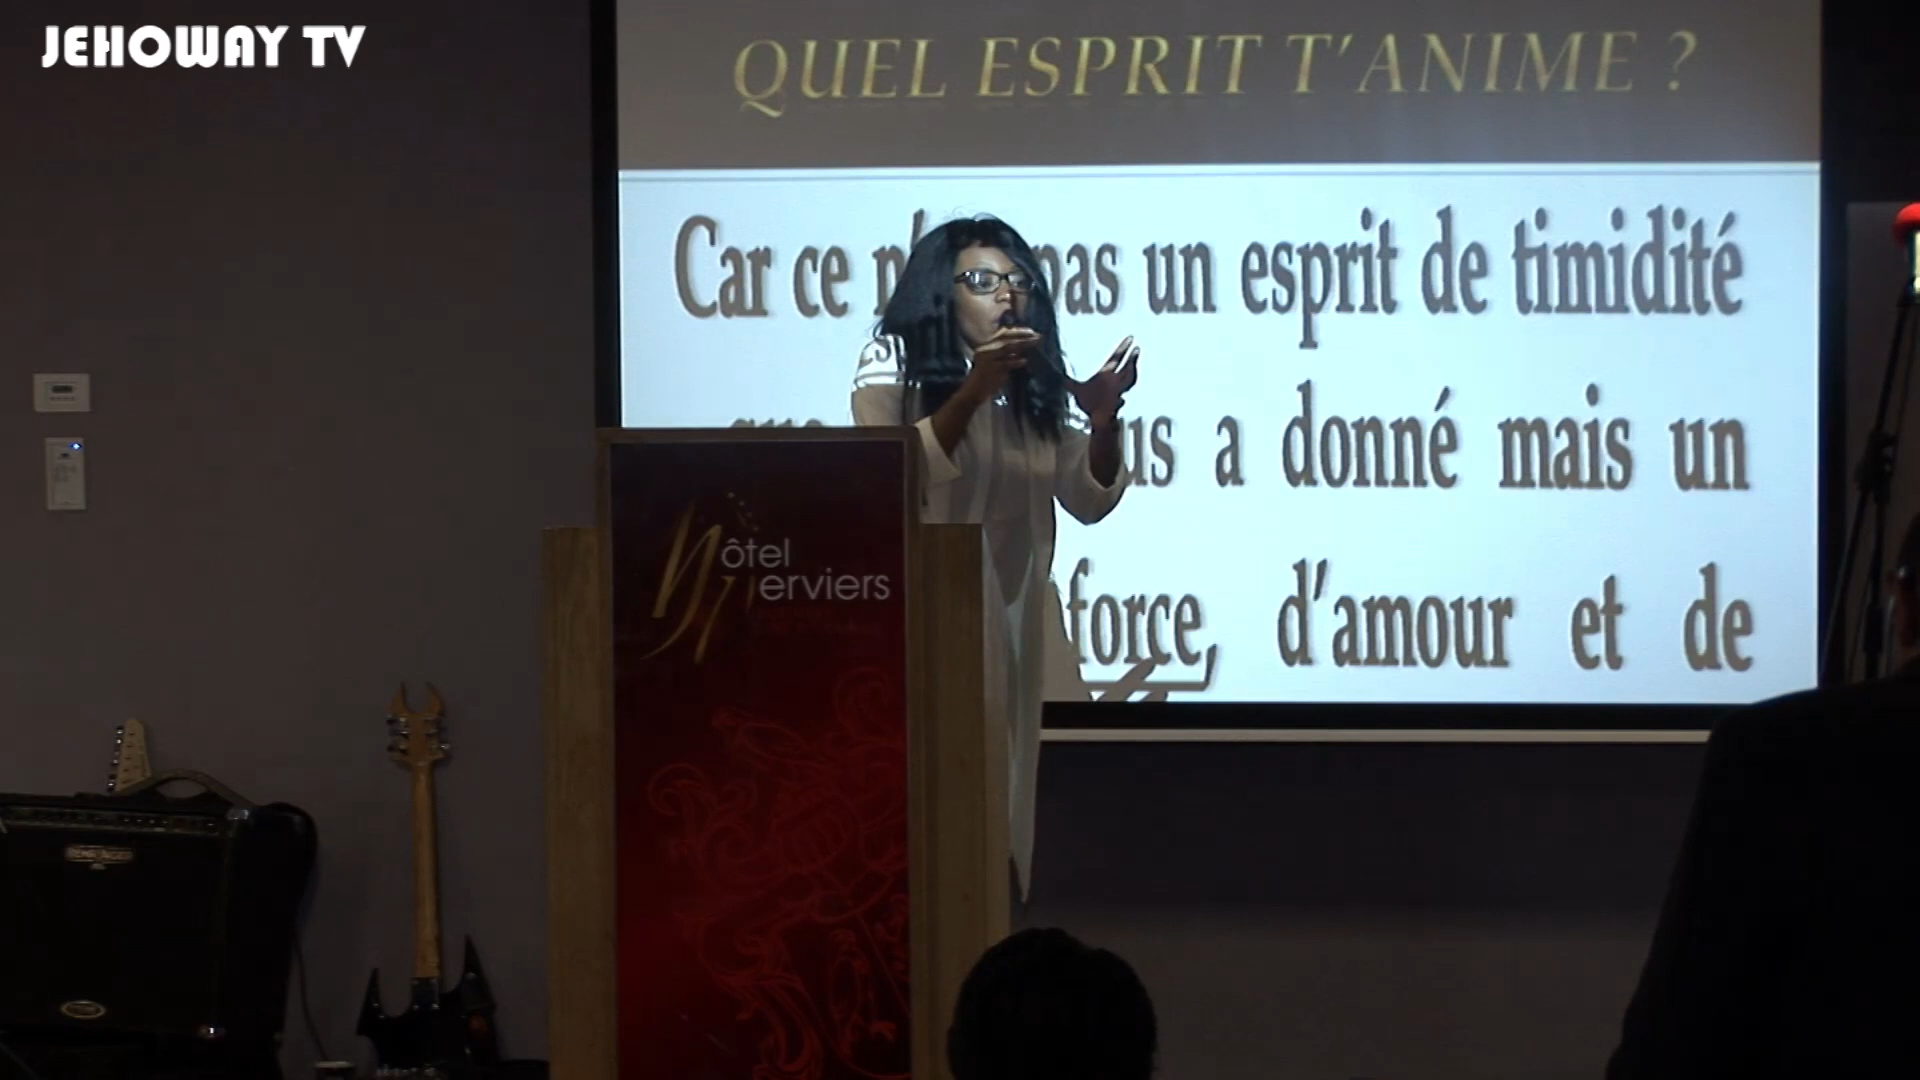 JEHOWAY TV
QUEL ESPRIT T'ANIME ?
Car ce pas un esprit de timidité
us a donné mais un
force, d'amour et de
ôtel
erviers